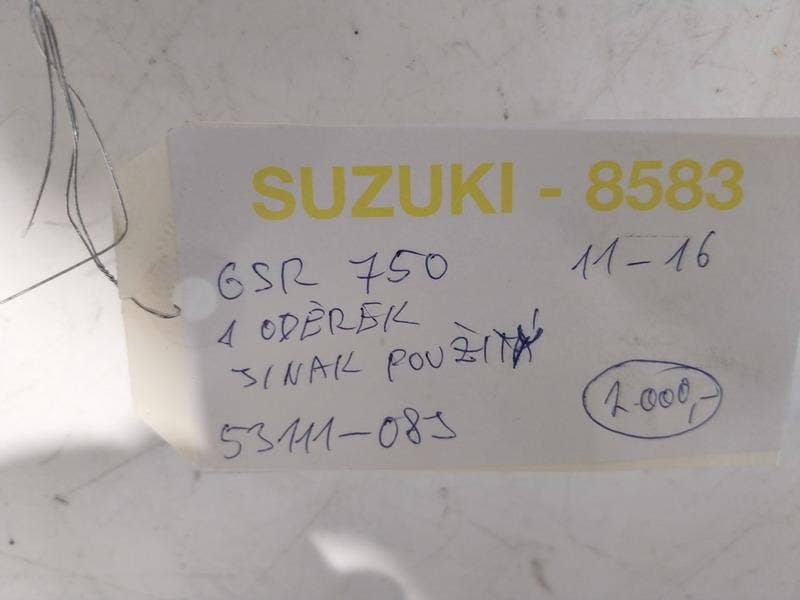 SUZUKI - 8583
GSR 750 11-16
1 ODĚREK
JINAK POUŽITÝ
53111-08J
1.000,-